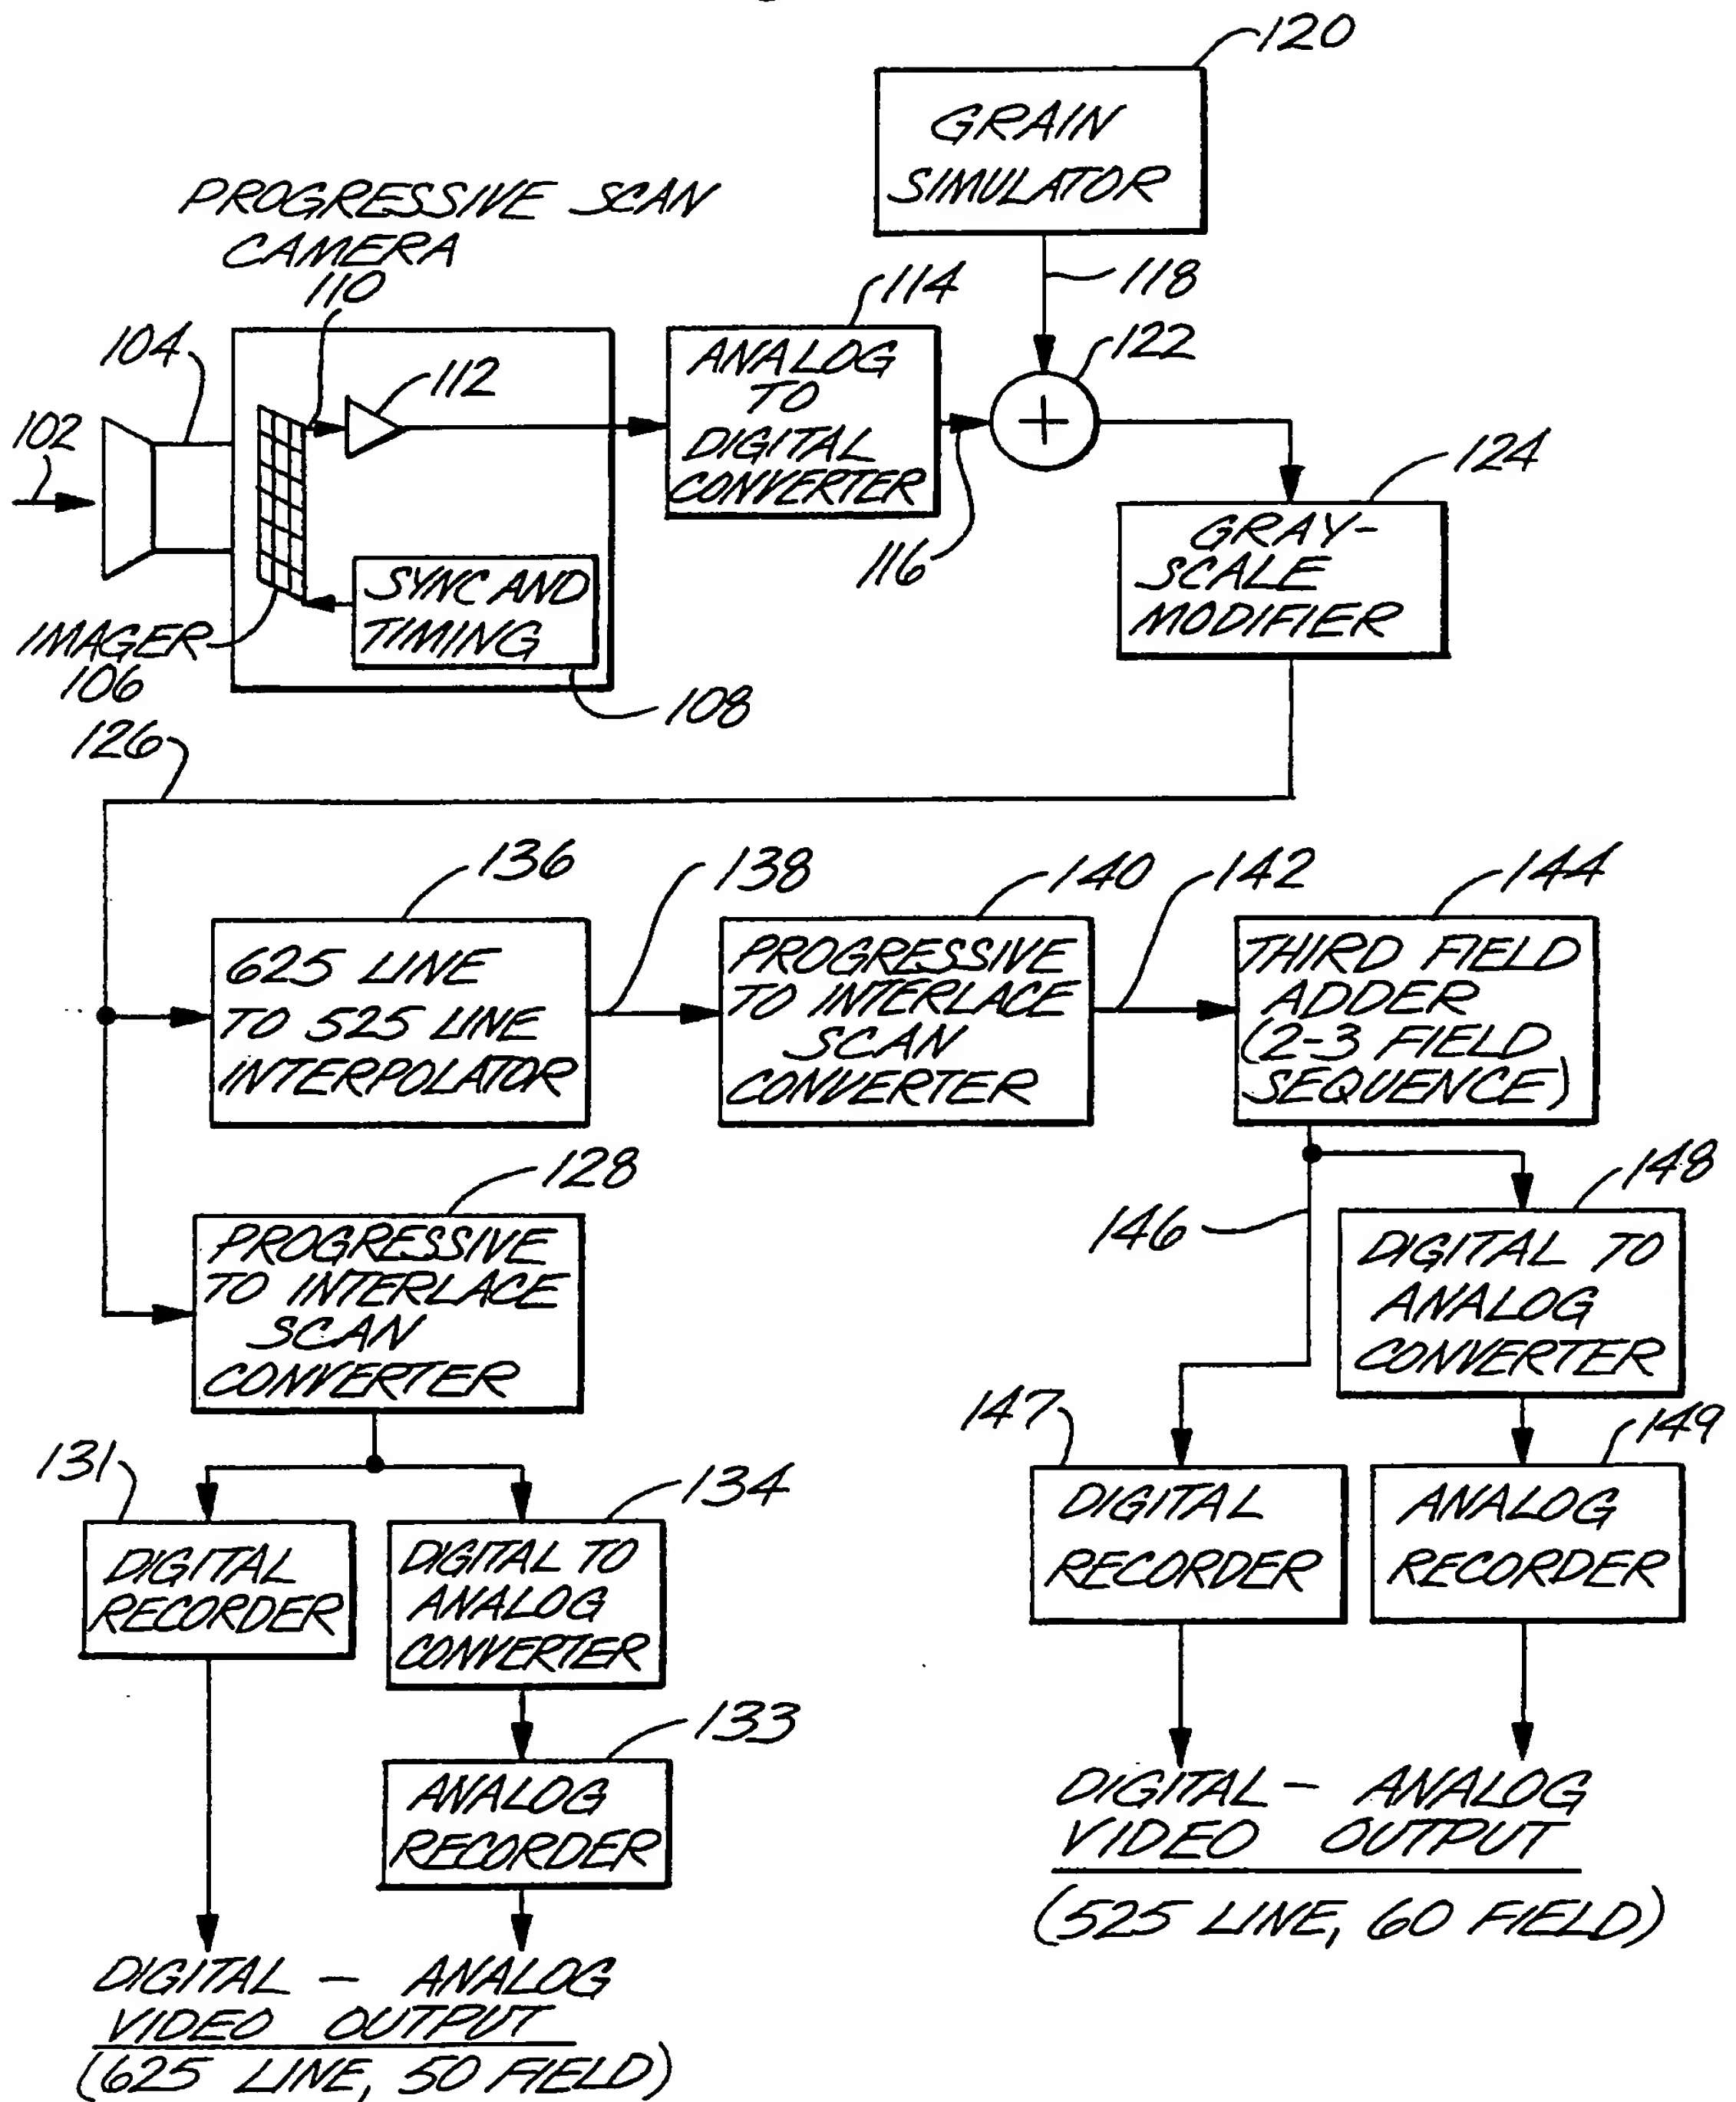 120
GRAIN
SIMULATOR
PROGRESSIVE SCAN
CAMERA
110
118
114
104
112
122
ANALOG
TO
DIGITAL
CONVERTER
+
102
124
116
GRAY-
SCALE
MODIFIER
SYNC AND
TIMING
IMAGER
106
108
126
136
138
140
142
144
625 LINE
TO 525 LINE
INTERPOLATOR
PROGRESSIVE
TO INTERLACE
SCAN
CONVERTER
THIRD FIELD
ADDER
(2-3 FIELD
SEQUENCE)
128
148
146
PROGRESSIVE
TO INTERLACE
SCAN
CONVERTER
DIGITAL TO
ANALOG
CONVERTER
147
149
131
134
DIGITAL
RECORDER
ANALOG
RECORDER
DIGITAL
RECORDER
DIGITAL TO
ANALOG
CONVERTER
133
ANALOG
RECORDER
DIGITAL - ANALOG
VIDEO OUTPUT
(525 LINE, 60 FIELD)
DIGITAL - ANALOG
VIDEO OUTPUT
(625 LINE, 50 FIELD)